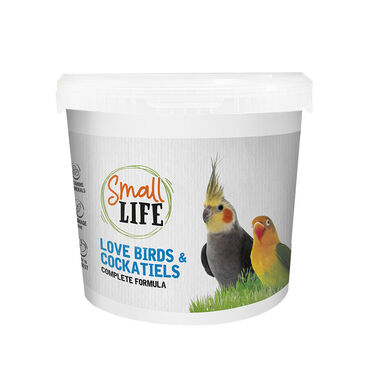 Small
LIFE
LOVE BIRDS &
COCKATIELS
COMPLETE FORMULA